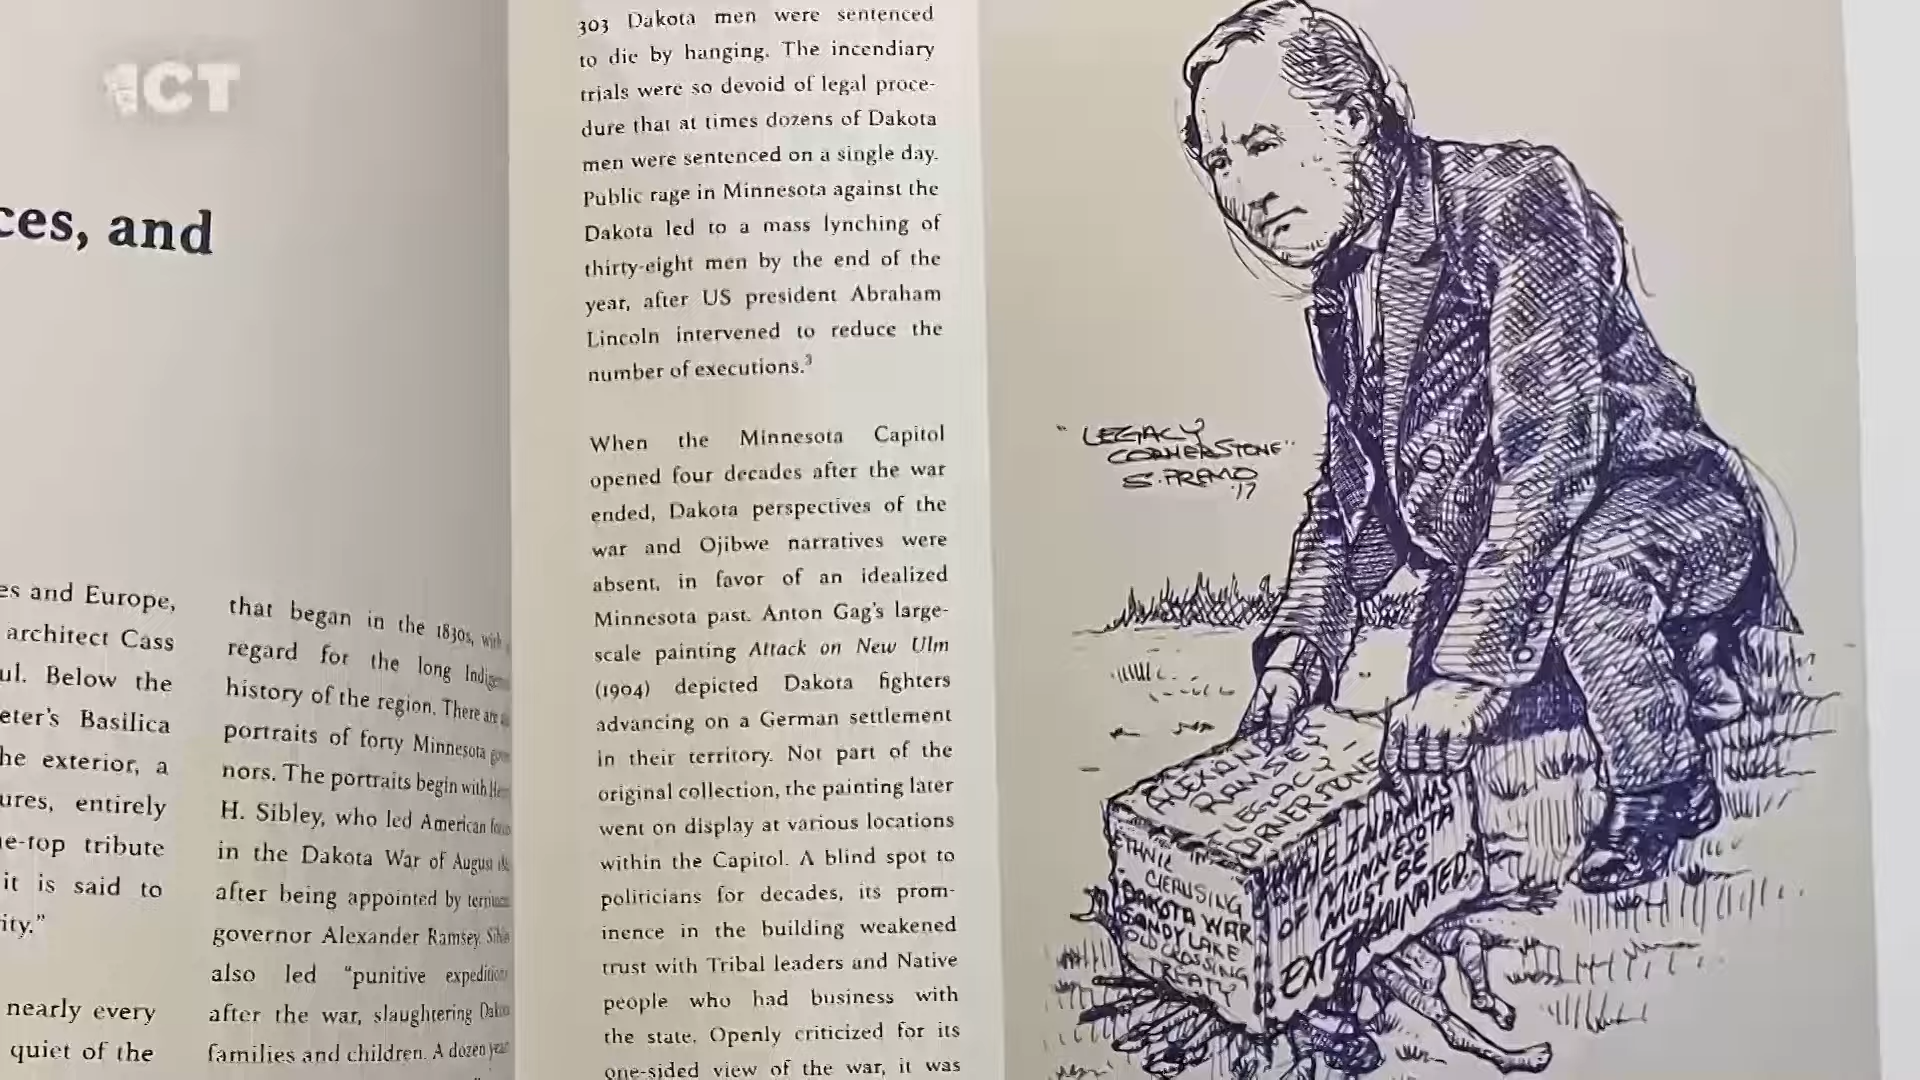 ICT
ces, and
es and Europe,
architect Cass
ul. Below the
eter's Basilica
he exterior, a
ures, entirely
e-top tribute
it is said to
ity."
nearly every
quiet of the
that began in the 1830s, with
regard for the long
history of the region. There are
portraits of forty Minnesota
nors. The portraits begin with
H. Sibley, who led American
in the Dakota War of August
after being appointed by
governor Alexander Ramsey.
also led "punitive
after the war, slaughtering
families and children. A dozen
303 Dakota men were sentenced
to die by hanging. The incendiary
trials were so devoid of legal proce-
dure that at times dozens of Dakota
men were sentenced on a single day.
Public rage in Minnesota against the
Dakota led to a mass lynching of
thirty-eight men by the end of the
year, after US president Abraham
Lincoln intervened to reduce the
number of executions.3
When the Minnesota Capitol
opened four decades after the war
ended, Dakota perspectives of the
war and Ojibwe narratives were
absent, in favor of an idealized
Minnesota past. Anton Gag's large-
scale painting Attack on New Ulm
(1904) depicted Dakota fighters
advancing on a German settlement
in their territory. Not part of the
original collection, the painting later
went on display at various locations
within the Capitol. A blind spot to
politicians for decades, its prom-
inence in the building weakened
trust with Tribal leaders and Native
people who had business with
the state. Openly criticized for its
one-sided view of the war, it was
"LEGACY
CORNERSTONE"
S. PREMO
'17
ALEXANDER
RAMSEY
LEGACY
CORNERSTONE
ETHNIC
CLEUSING
DAKOTA WAR
SANDY LAKE
OLD CROSSING
TREATY
THE INDIANS
OF MINNESOTA
MUST BE
EXTERMINATED!